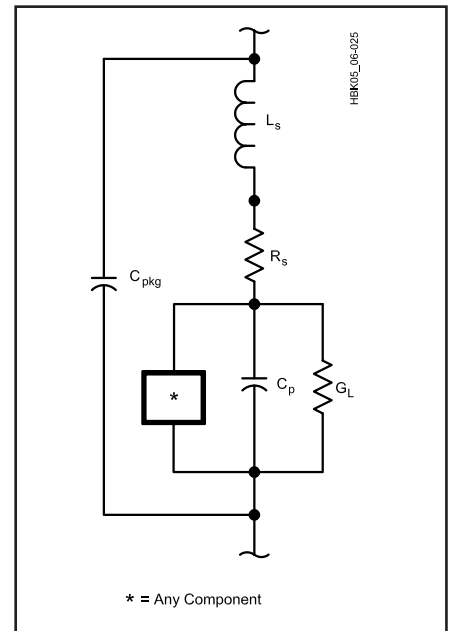 HBK05_06-025
Ls
Rs
Cpkg
*
Cp
GL
* = Any Component